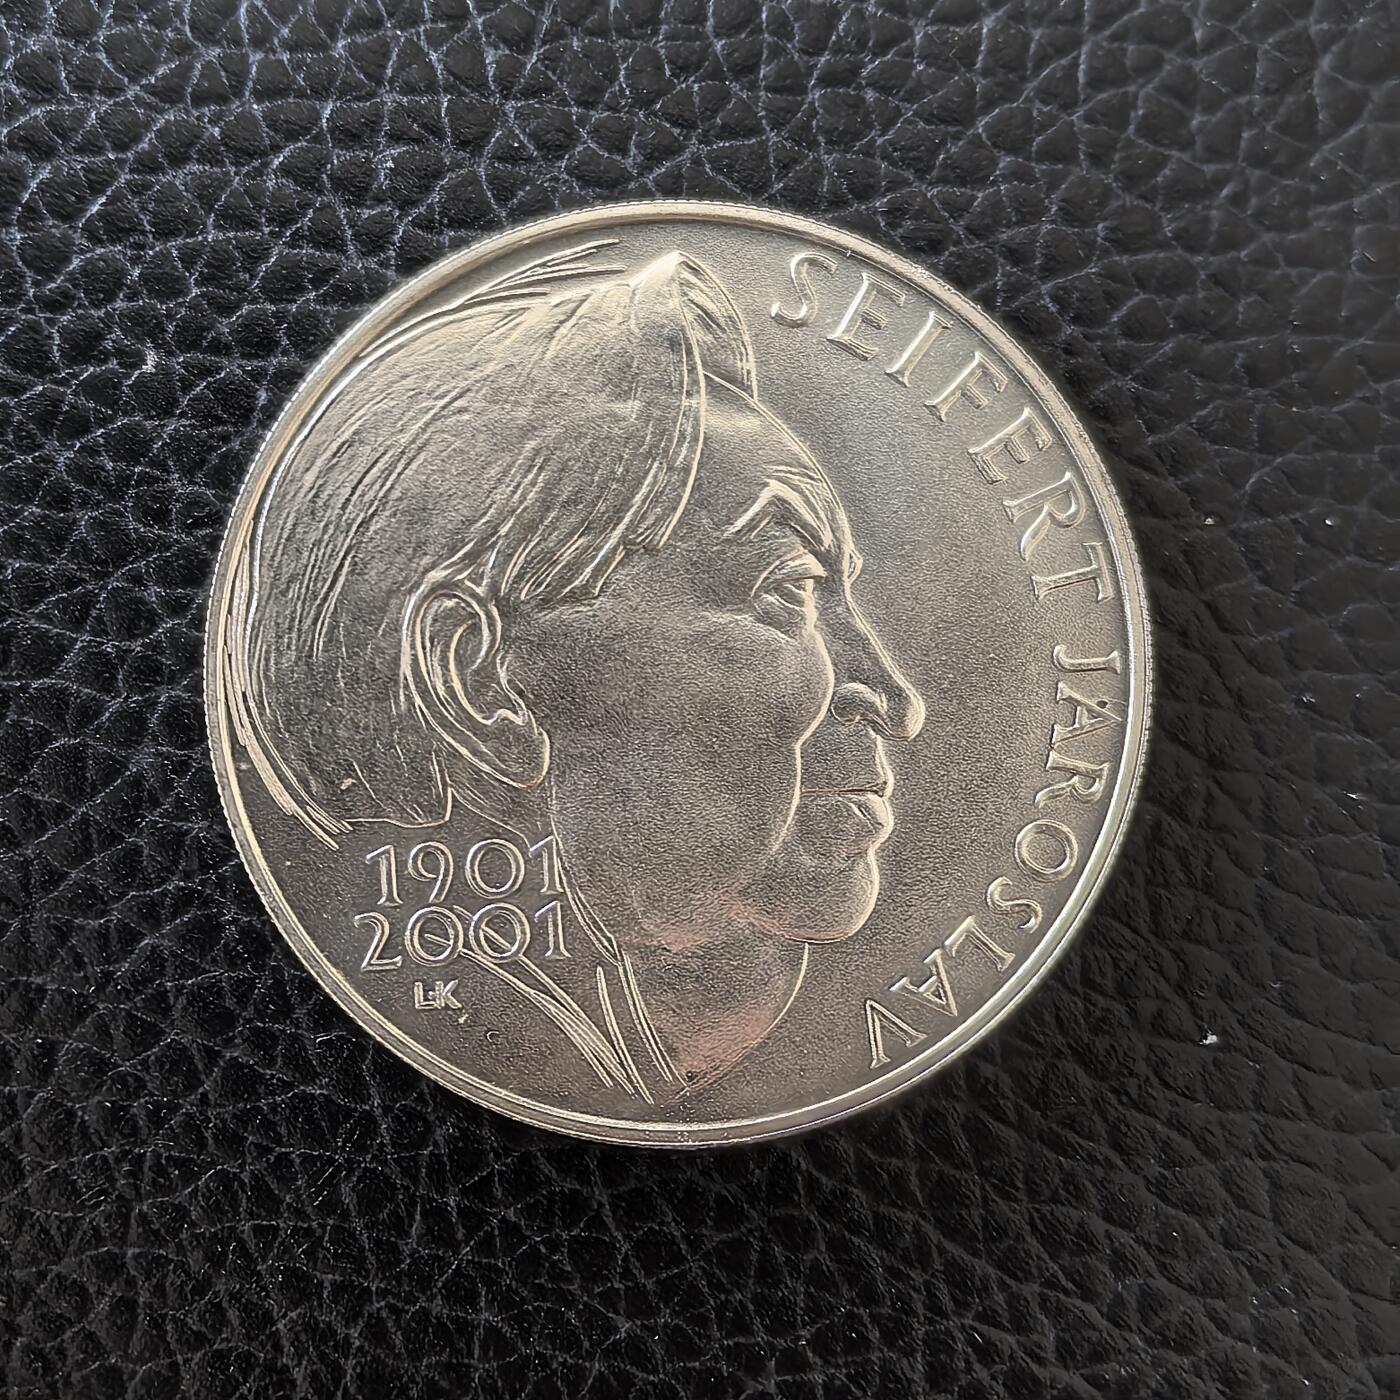 SEIFERT JAROSLAV
1901
2001
LK